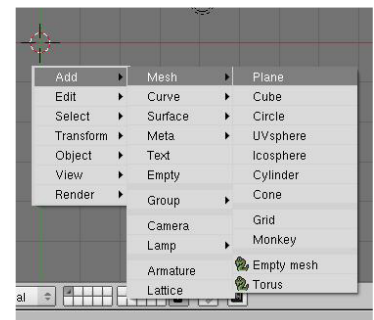 Add
Edit
Select
Transform
Object
View
Render
Mesh
Curve
Surface
Meta
Text
Empty
Group
Camera
Lamp
Armature
Lattice
Plane
Cube
Circle
UVsphere
Icosphere
Cylinder
Cone
Grid
Monkey
Empty mesh
Torus
al